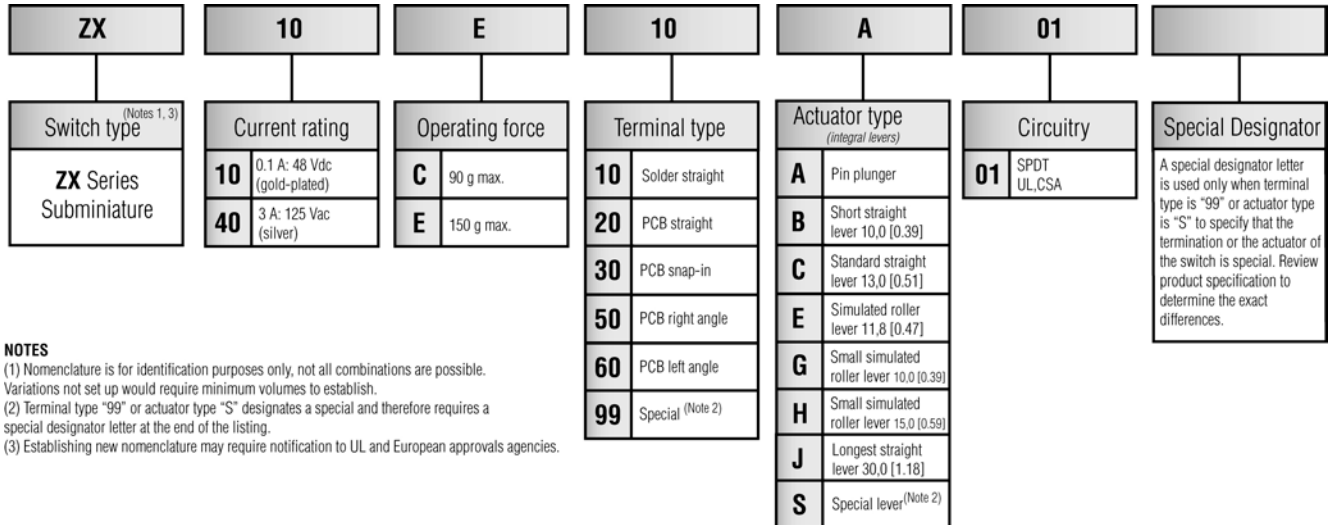 ZX
10
E
10
A
01
Switch type (Notes 1, 3)
ZX Series
Subminiature
Current rating
10 0.1 A: 48 Vdc
(gold-plated)
40 3 A: 125 Vac
(silver)
Operating force
C 90 g max.
E 150 g max.
Terminal type
10 Solder straight
20 PCB straight
30 PCB snap-in
50 PCB right angle
60 PCB left angle
99 Special (Note 2)
Actuator type
(integral levers)
A Pin plunger
B Short straight
lever 10,0 [0.39]
C Standard straight
lever 13,0 [0.51]
E Simulated roller
lever 11,8 [0.47]
G Small simulated
roller lever 10,0 [0.39]
H Small simulated
roller lever 15,0 [0.59]
J Longest straight
lever 30,0 [1.18]
S Special lever (Note 2)
Circuitry
01 SPDT
UL,CSA
Special Designator
A special designator letter
is used only when terminal
type is “99” or actuator type
is “S” to specify that the
termination or the actuator of
the switch is special. Review
product specification to
determine the exact
differences.
NOTES
(1) Nomenclature is for identification purposes only, not all combinations are possible.
Variations not set up would require minimum volumes to establish.
(2) Terminal type “99” or actuator type “S” designates a special and therefore requires a
special designator letter at the end of the listing.
(3) Establishing new nomenclature may require notification to UL and European approvals agencies.